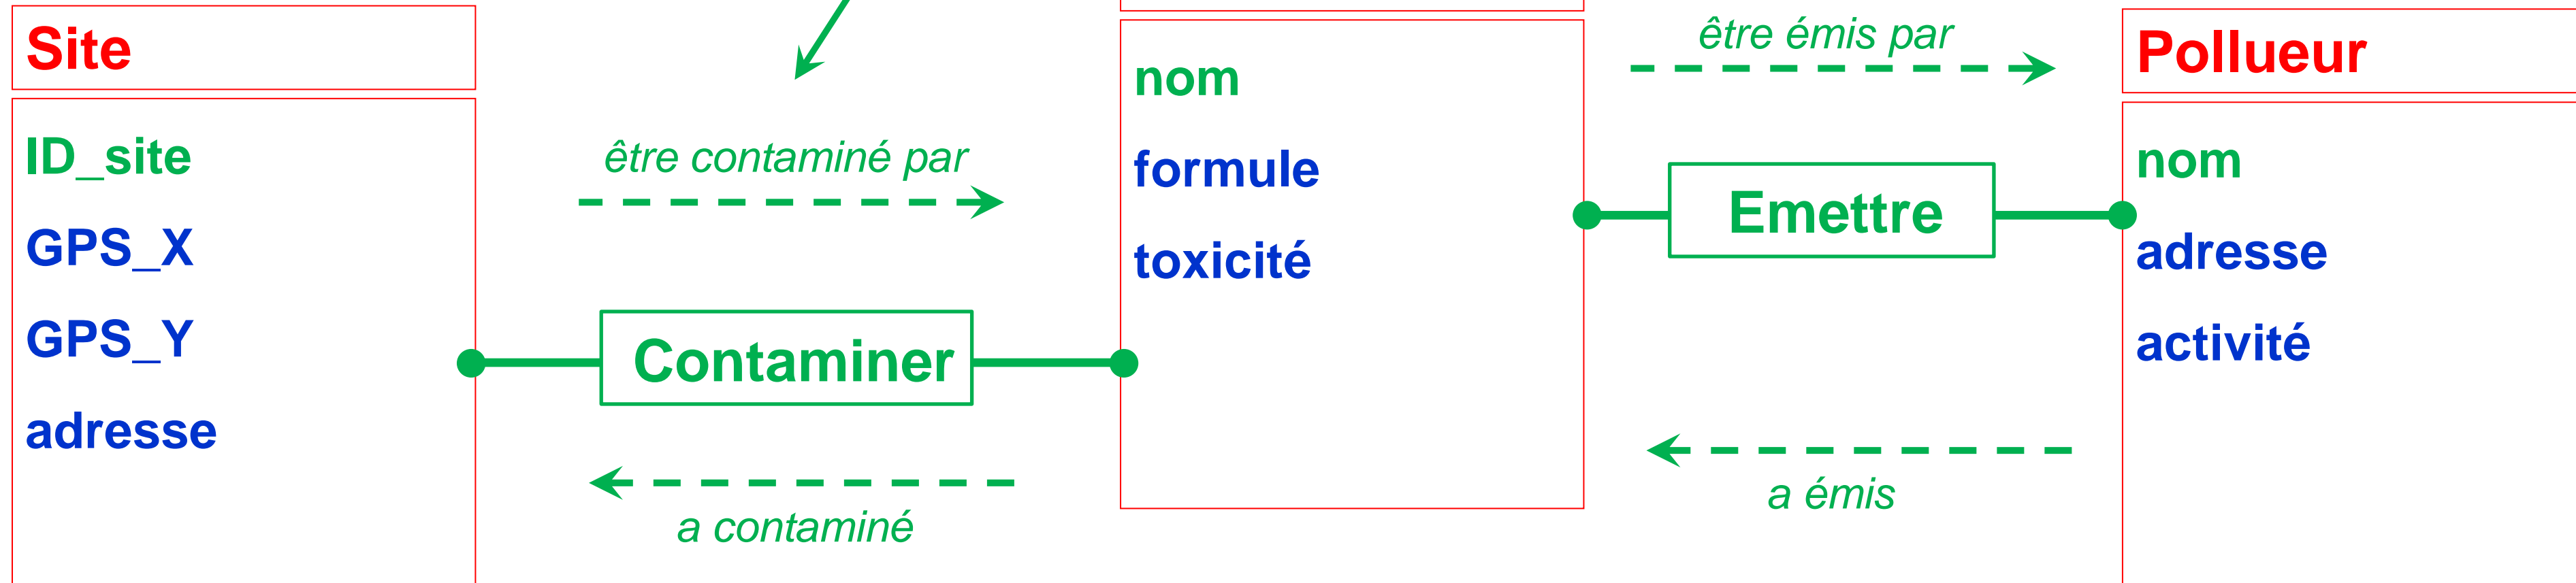 Site
ID_site
GPS_X
GPS_Y
adresse
être contaminé par
Contaminer
a contaminé
nom
formule
toxicité
être émis par
Emettre
a émis
Pollueur
nom
adresse
activité